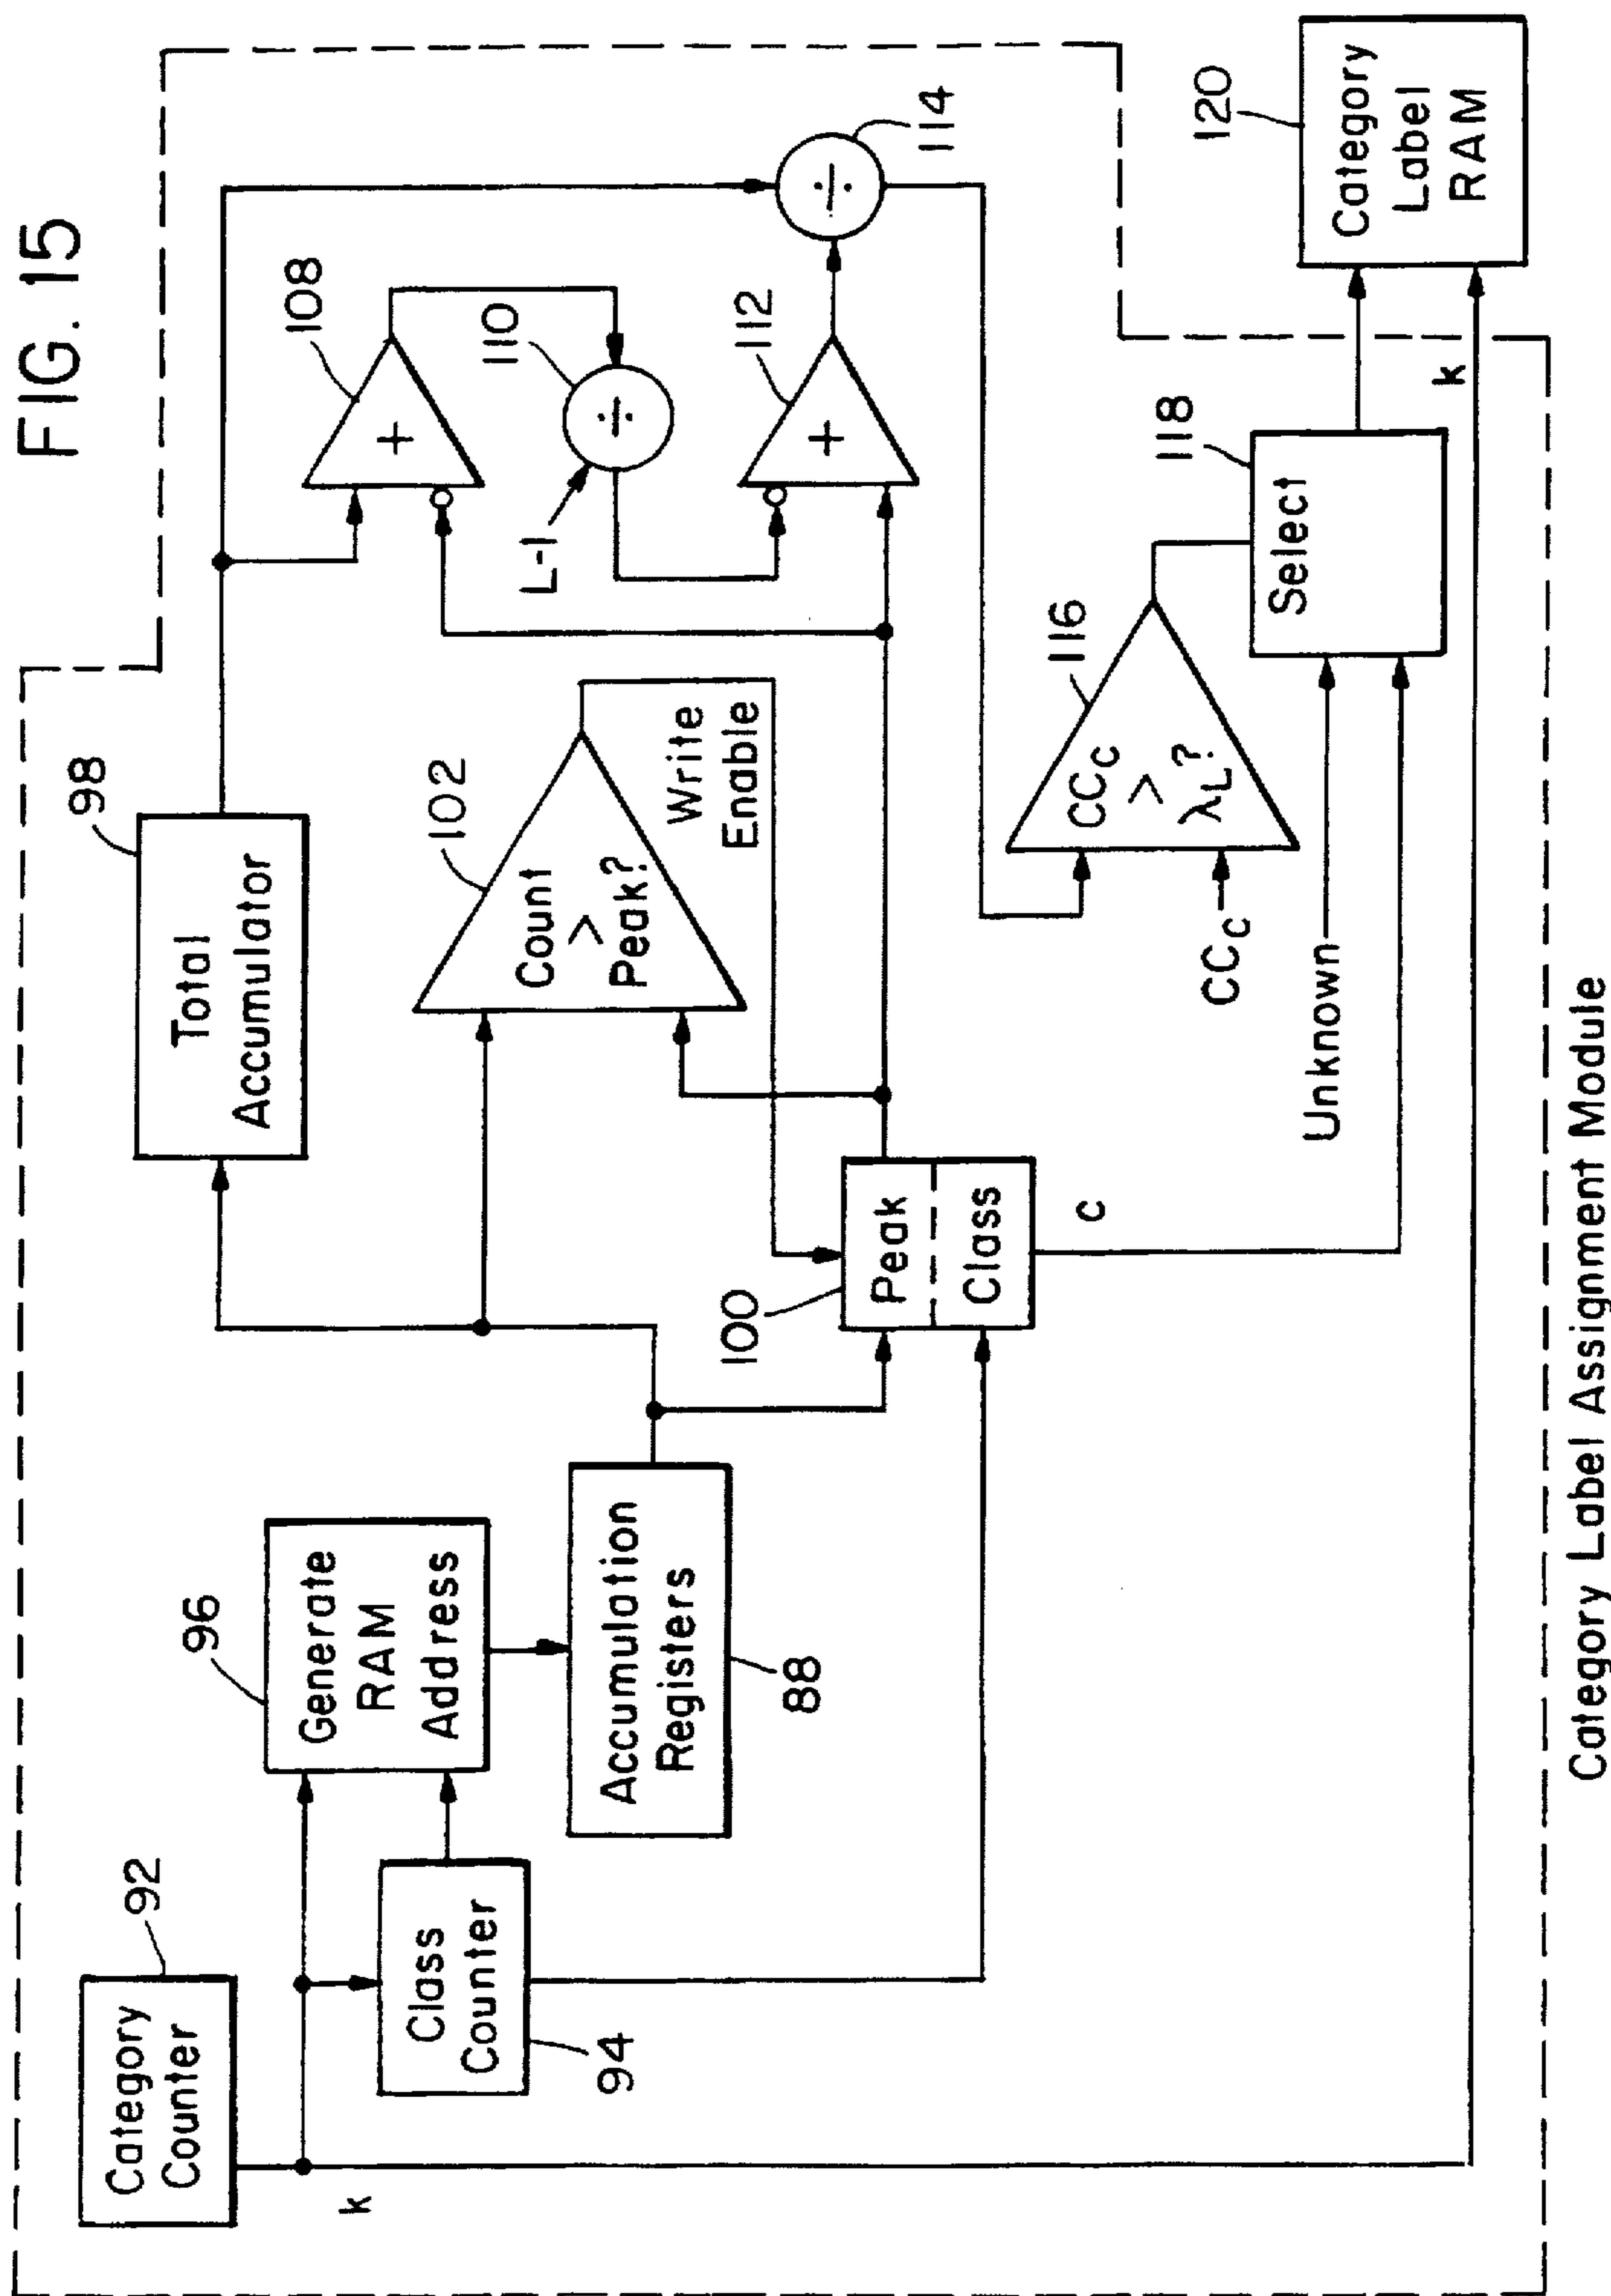 FIG. 15
Category
Counter
92
k
Class
Counter
94
96
Generate
RAM
Address
Accumulation
Registers
88
98
Total
Accumulator
102
Count
>
Peak?
Write
Enable
100
Peak
Class
c
108
+
110
÷
L-1
112
+
114
÷
116
CCc
>
λL?
CCc
Unknown
118
Select
k
120
Category
Label
RAM
Category Label Assignment Module